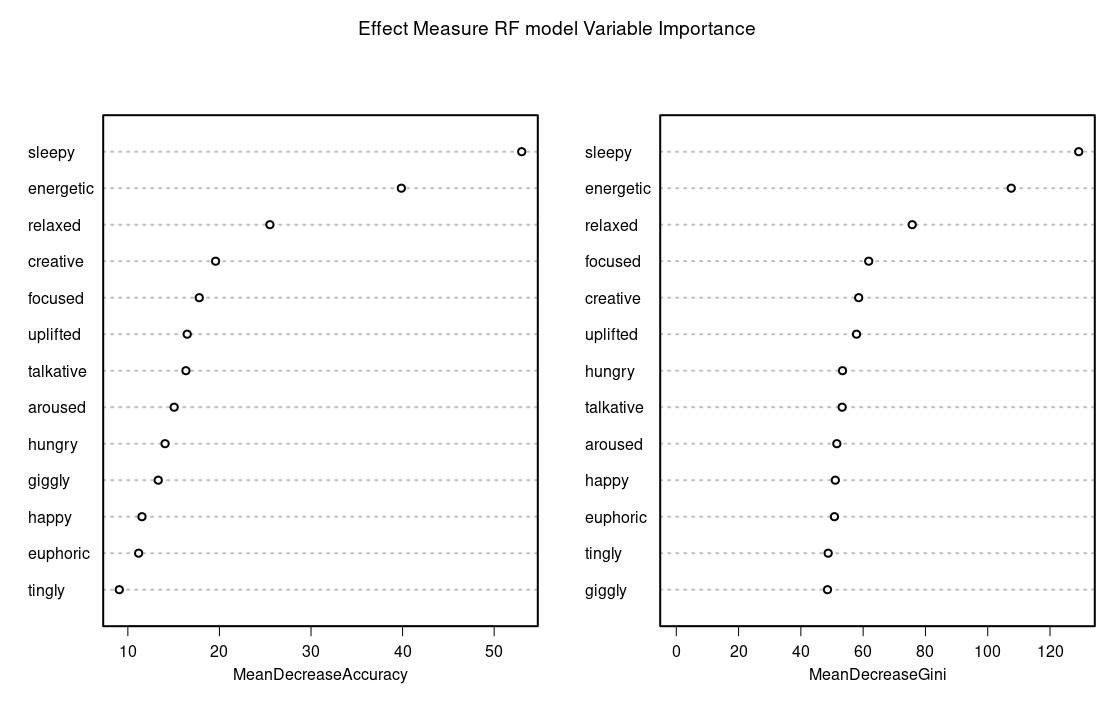 Effect Measure RF model Variable Importance
sleepy
energetic
relaxed
creative
focused
uplifted
talkative
aroused
hungry
giggly
happy
euphoric
tingly
10 20 30 40 50
MeanDecreaseAccuracy
sleepy
energetic
relaxed
focused
creative
uplifted
hungry
talkative
aroused
happy
euphoric
tingly
giggly
0 20 40 60 80 100 120
MeanDecreaseGini